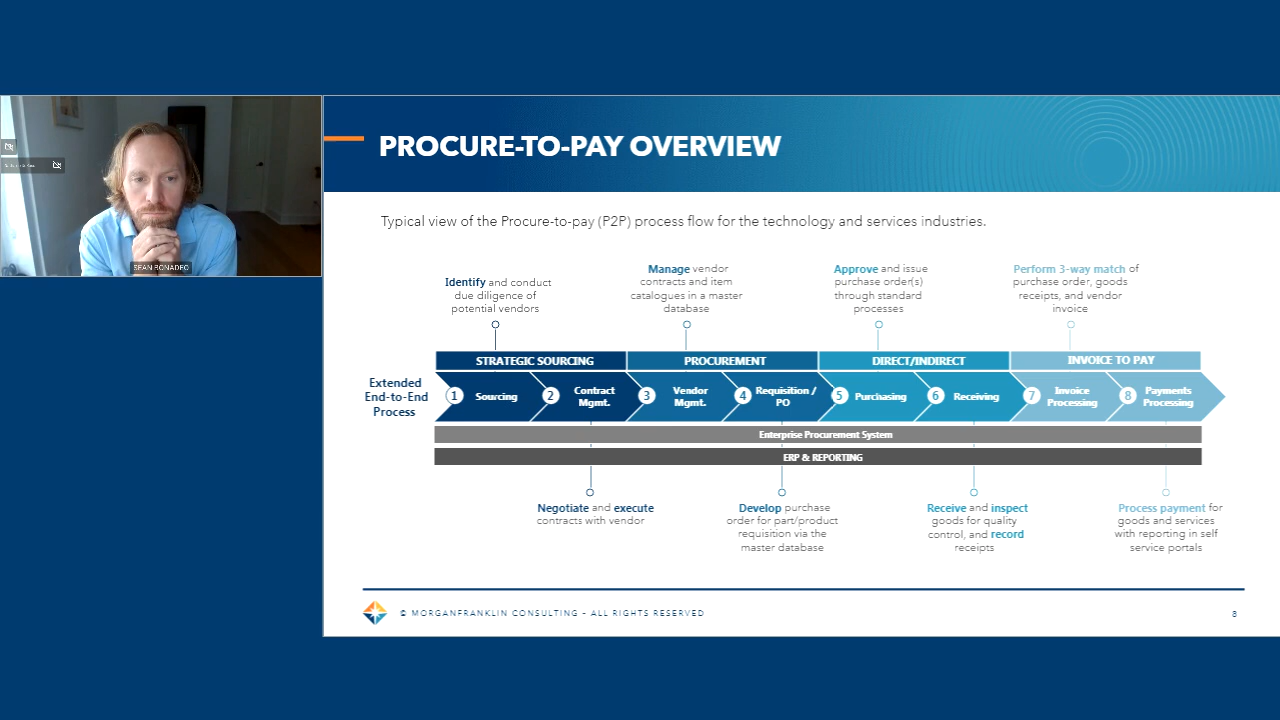 SEAN BONADEO
PROCURE-TO-PAY OVERVIEW
Typical view of the Procure-to-pay (P2P) process flow for the technology and services industries.
Identify and conduct
due diligence of
potential vendors
Manage vendor
contracts and item
catalogues in a master
database
Approve and issue
purchase order(s)
through standard
processes
Perform 3-way match of
purchase order, goods
receipts, and vendor
invoice
STRATEGIC SOURCING
PROCUREMENT
DIRECT/INDIRECT
INVOICE TO PAY
Extended
End-to-End
Process
1 Sourcing
2 Contract
Mgmt.
3 Vendor
Mgmt.
4 Requisition /
PO
5 Purchasing
6 Receiving
7 Invoice
Processing
8 Payments
Processing
Enterprise Procurement System
ERP & REPORTING
Negotiate and execute
contracts with vendor
Develop purchase
order for part/product
requisition via the
master database
Receive and inspect
goods for quality
control, and record
receipts
Process payment for
goods and services
with reporting in self
service portals
© MORGANFRANKLIN CONSULTING - ALL RIGHTS RESERVED
8